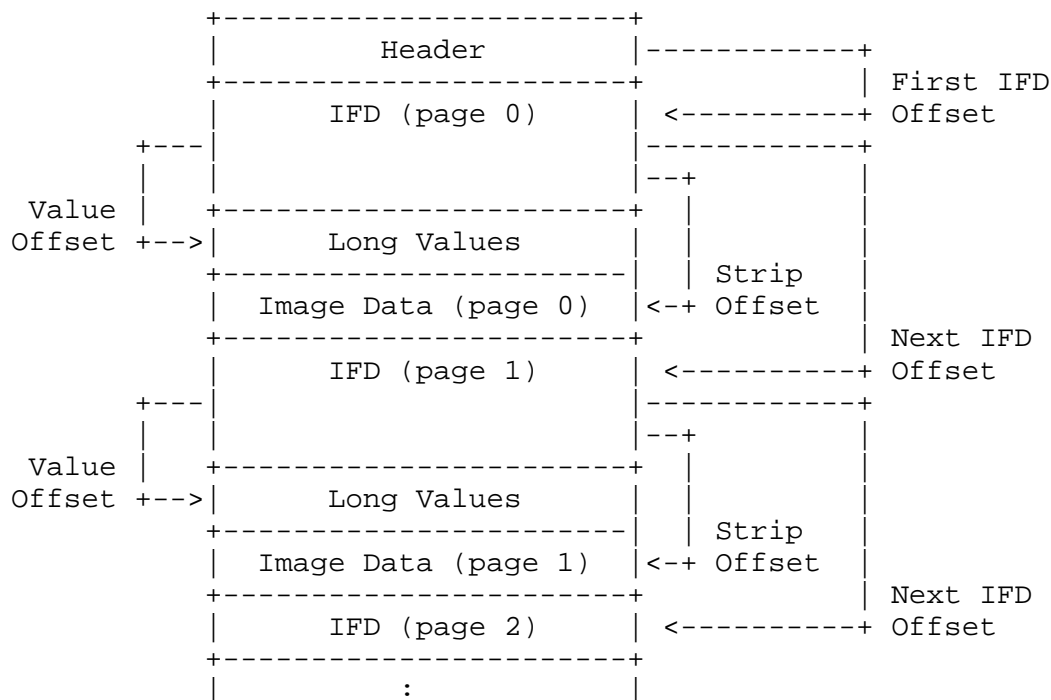 Header
First IFD
IFD (page 0) Offset
Value
Offset Long Values
Strip
Image Data (page 0) Offset
Next IFD
IFD (page 1) Offset
Value
Offset Long Values
Strip
Image Data (page 1) Offset
Next IFD
IFD (page 2) Offset
: